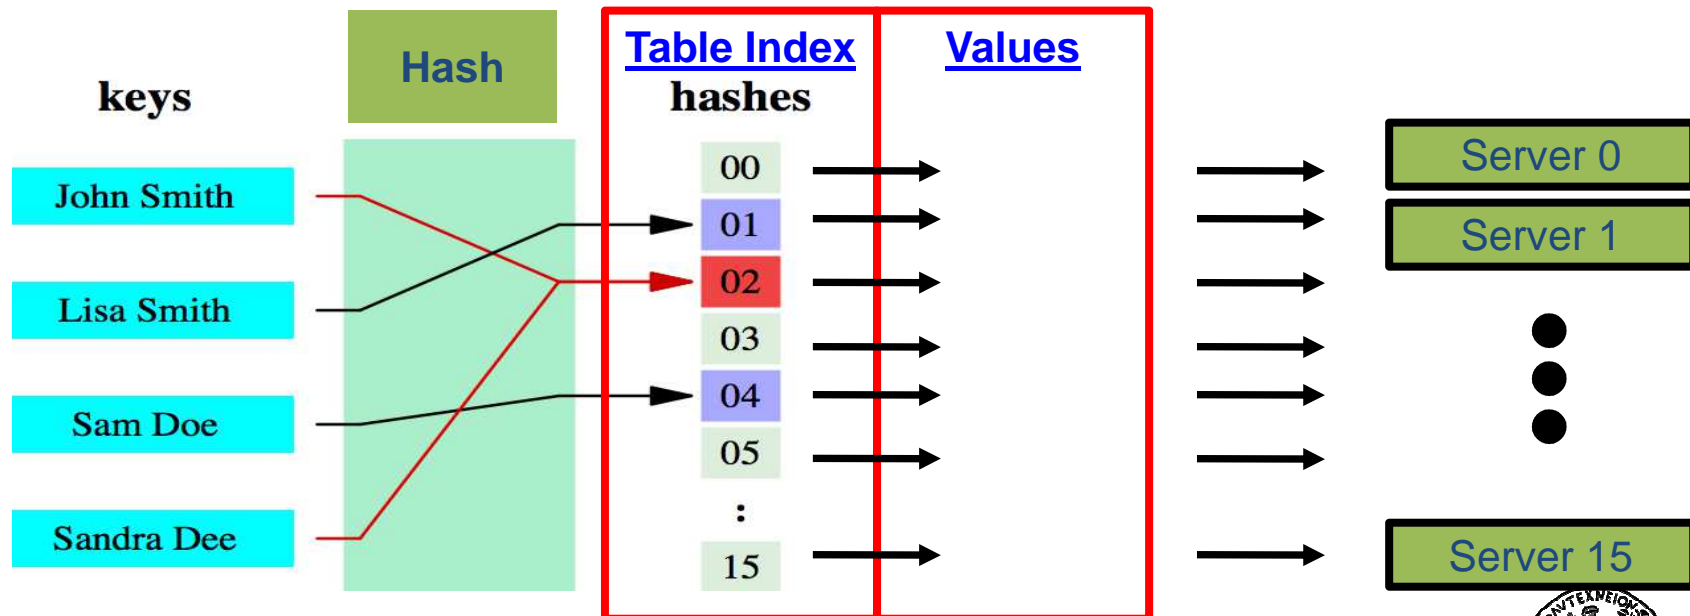 Hash
Table Index
Values
keys
hashes
John Smith
Lisa Smith
Sam Doe
Sandra Dee
00
01
02
03
04
05
:
15
Server 0
Server 1
Server 15